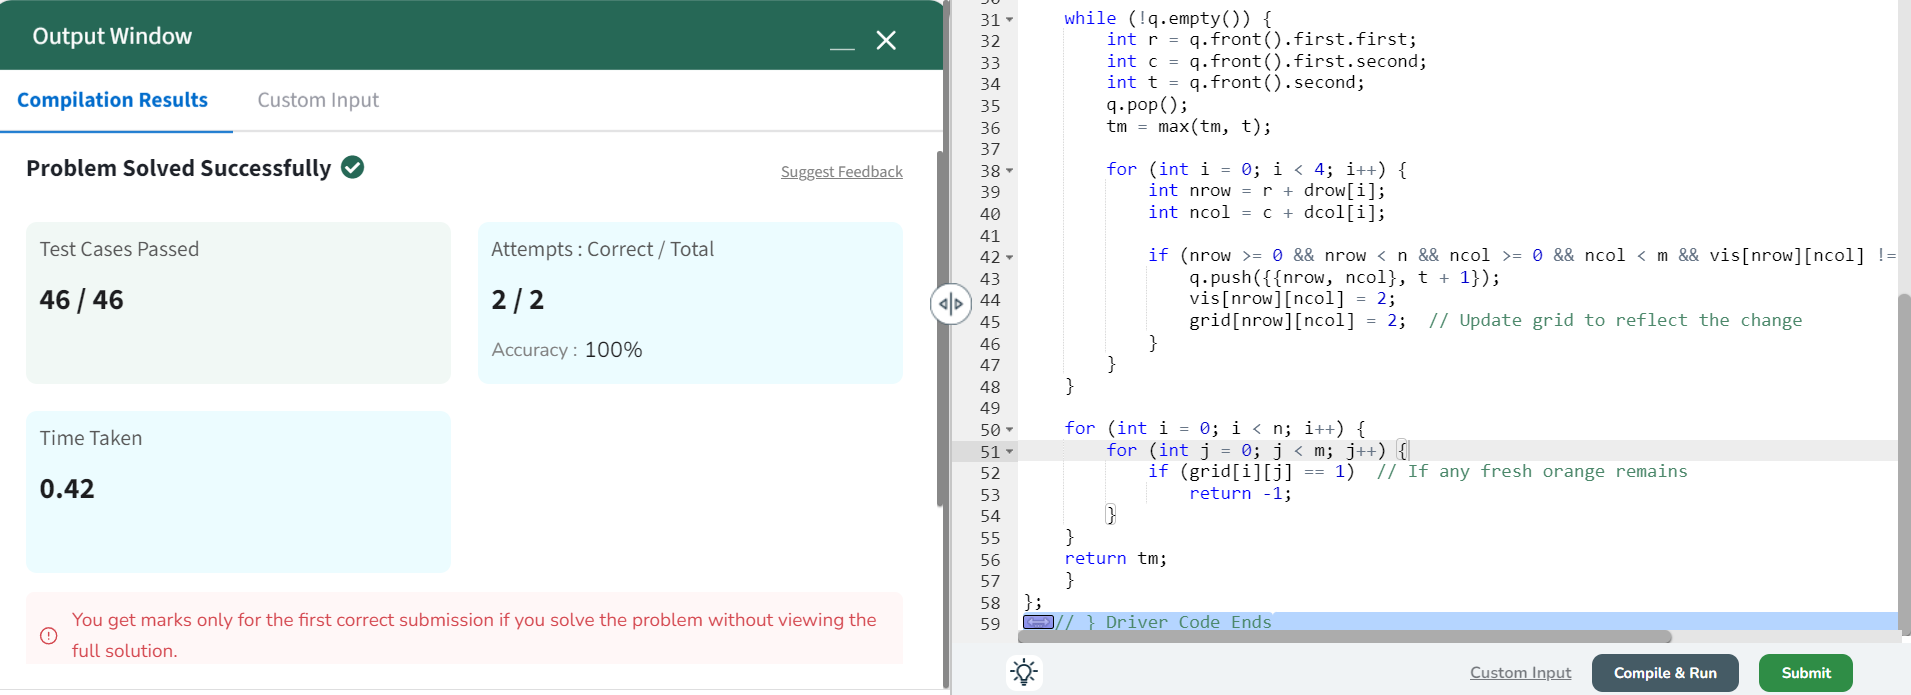 Output Window
Compilation Results Custom Input
Problem Solved Successfully
Suggest Feedback
Test Cases Passed
46 / 46
Attempts : Correct / Total
2 / 2
Accuracy : 100%
Time Taken
0.42
You get marks only for the first correct submission if you solve the problem without viewing the
full solution.
31 while (!q.empty()) {
32 int r = q.front().first.first;
33 int c = q.front().first.second;
34 int t = q.front().second;
35 q.pop();
36 tm = max(tm, t);
37
38 for (int i = 0; i < 4; i++) {
39 int nrow = r + drow[i];
40 int ncol = c + dcol[i];
41
42 if (nrow >= 0 && nrow < n && ncol >= 0 && ncol < m && vis[nrow][ncol] !=
43 q.push({{nrow, ncol}, t + 1});
44 vis[nrow][ncol] = 2;
45 grid[nrow][ncol] = 2;  // Update grid to reflect the change
46 }
47 }
48 }
49
50 for (int i = 0; i < n; i++) {
51 for (int j = 0; j < m; j++) {
52 if (grid[i][j] == 1)  // If any fresh orange remains
53 return -1;
54 }
55 }
56 return tm;
57 }
58 };
59 // } Driver Code Ends
Custom Input Compile & Run Submit